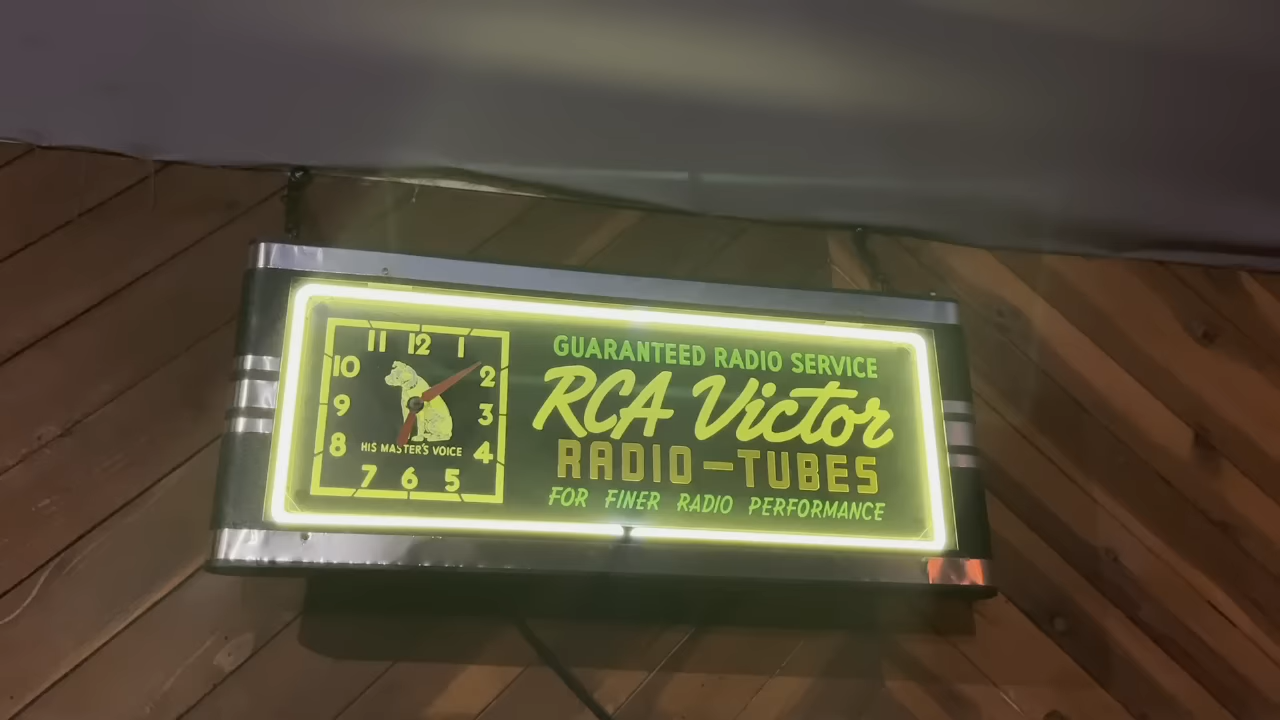 11 12 1
10 2
9 3
8 HIS MASTER'S VOICE 4
7 6 5
GUARANTEED RADIO SERVICE
RCA Victor
RADIO-TUBES
FOR FINER RADIO PERFORMANCE